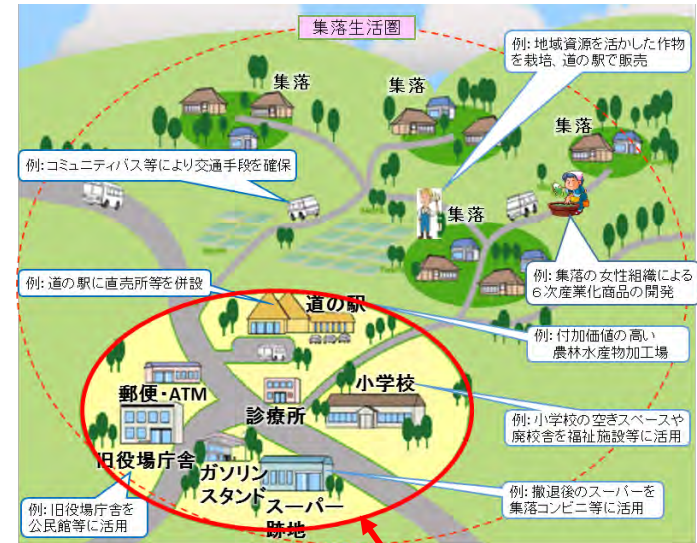 集落生活圏
例：地域資源を活かした作物
を栽培、道の駅で販売
集落
集落
集落
例：コミュニティバス等により交通手段を確保
集落
例：集落の女性組織による
６次産業化商品の開発
例：道の駅に直売所等を併設
道の駅
例：付加価値の高い
農林水産物加工場
小学校
郵便・ATM
診療所
例：小学校の空きスペースや
廃校舎を福祉施設等に活用
旧役場庁舎
ガソリン
スタンド
スーパー
跡地
例：撤退後のスーパーを
集落コンビニ等に活用
例：旧役場庁舎を
公民館等に活用